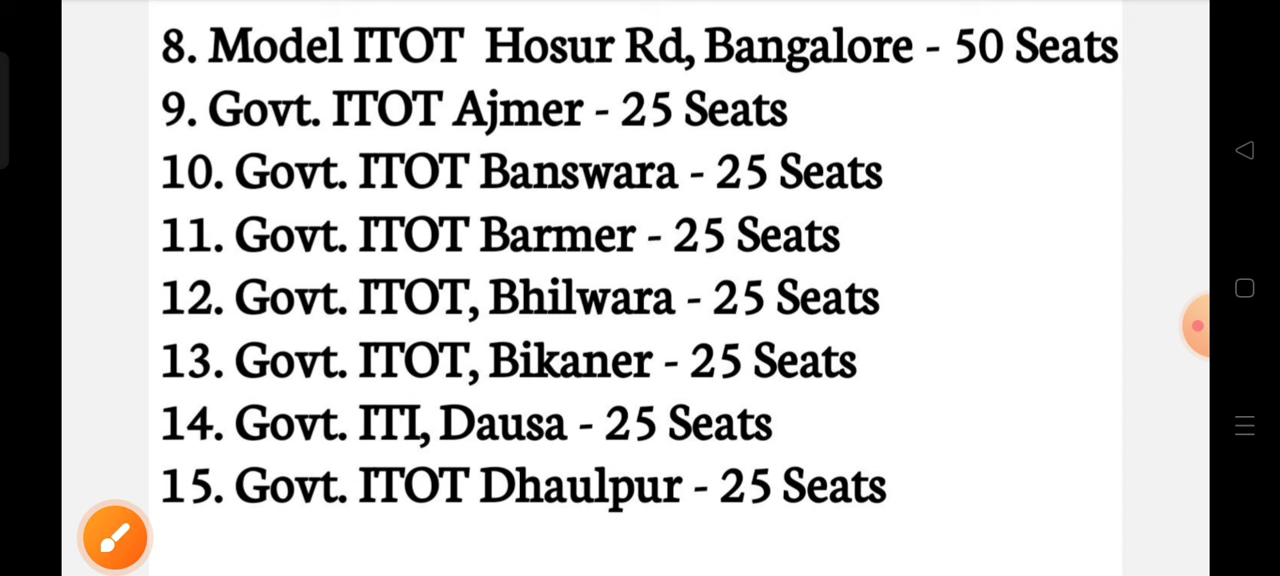 8. Model ITOT Hosur Rd, Bangalore - 50 Seats
9. Govt. ITOT Ajmer - 25 Seats
10. Govt. ITOT Banswara - 25 Seats
11. Govt. ITOT Barmer - 25 Seats
12. Govt. ITOT, Bhilwara - 25 Seats
13. Govt. ITOT, Bikaner - 25 Seats
14. Govt. ITI, Dausa - 25 Seats
15. Govt. ITOT Dhaulpur - 25 Seats